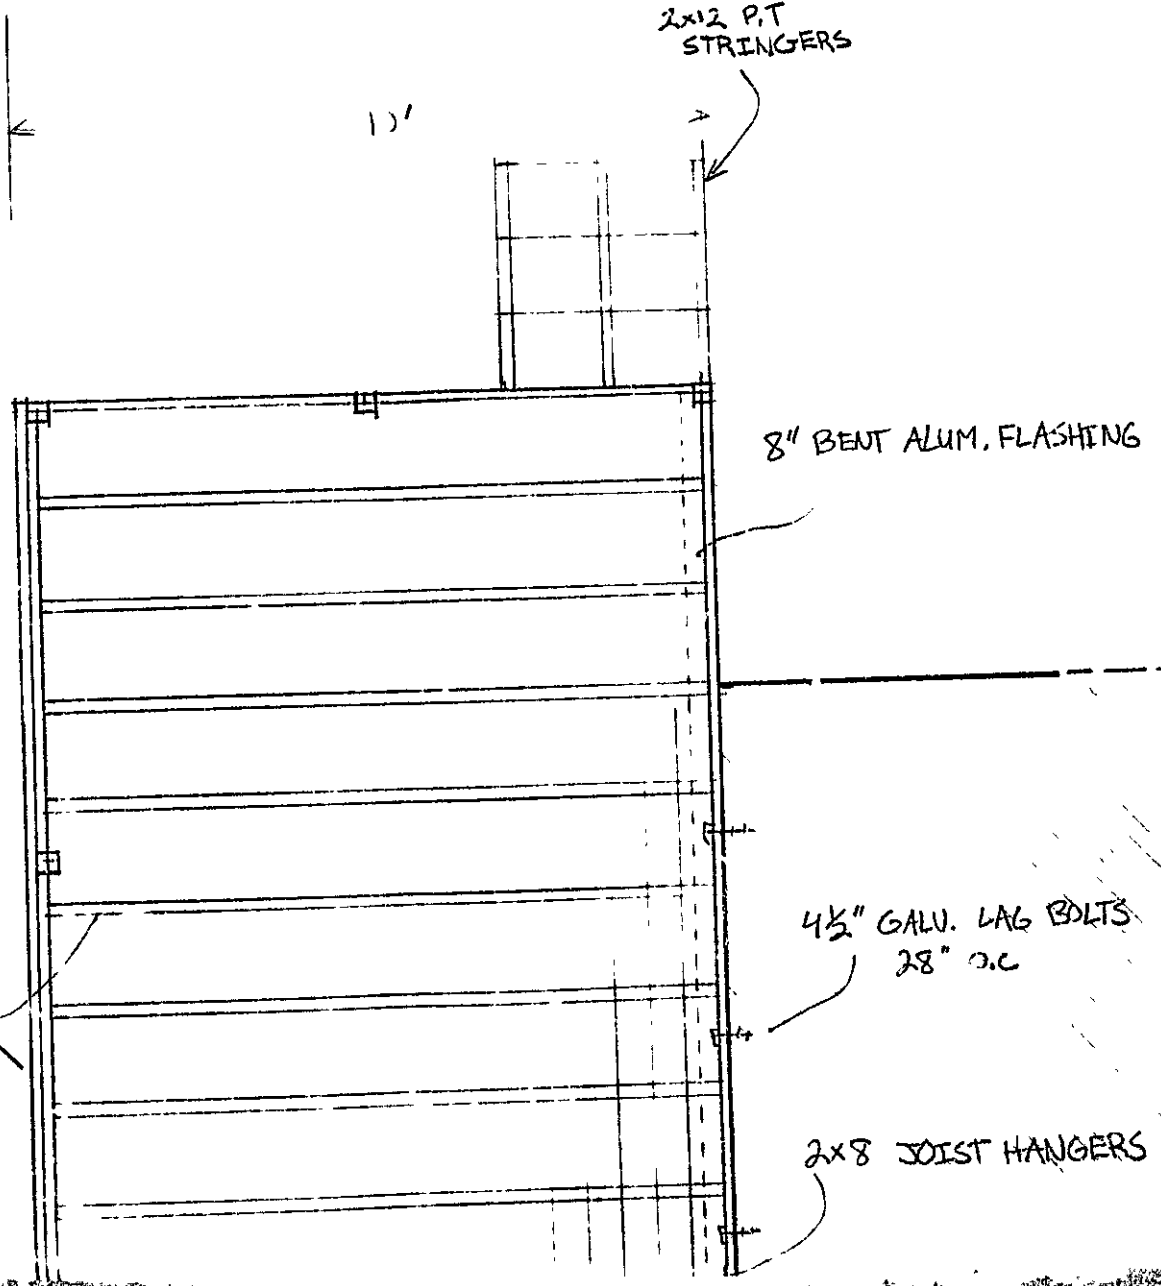 2x12 P.T
STRINGERS
8" BENT ALUM. FLASHING
4½" GALV. LAG BOLTS
28" O.C
2x8 JOIST HANGERS